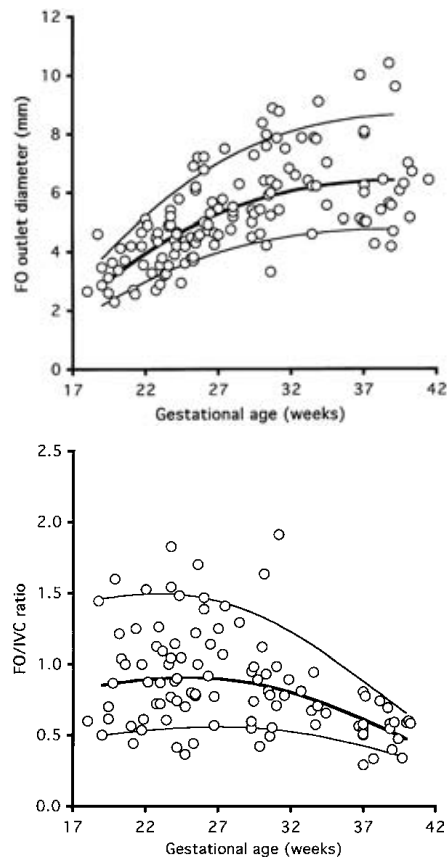 12
10
8
6
4
2
0
FO outlet diameter (mm)
17 22 27 32 37 42
Gestational age (weeks)
2.5
2.0
1.5
1.0
0.5
0.0
FO/IVC ratio
17 22 27 32 37 42
Gestational age (weeks)